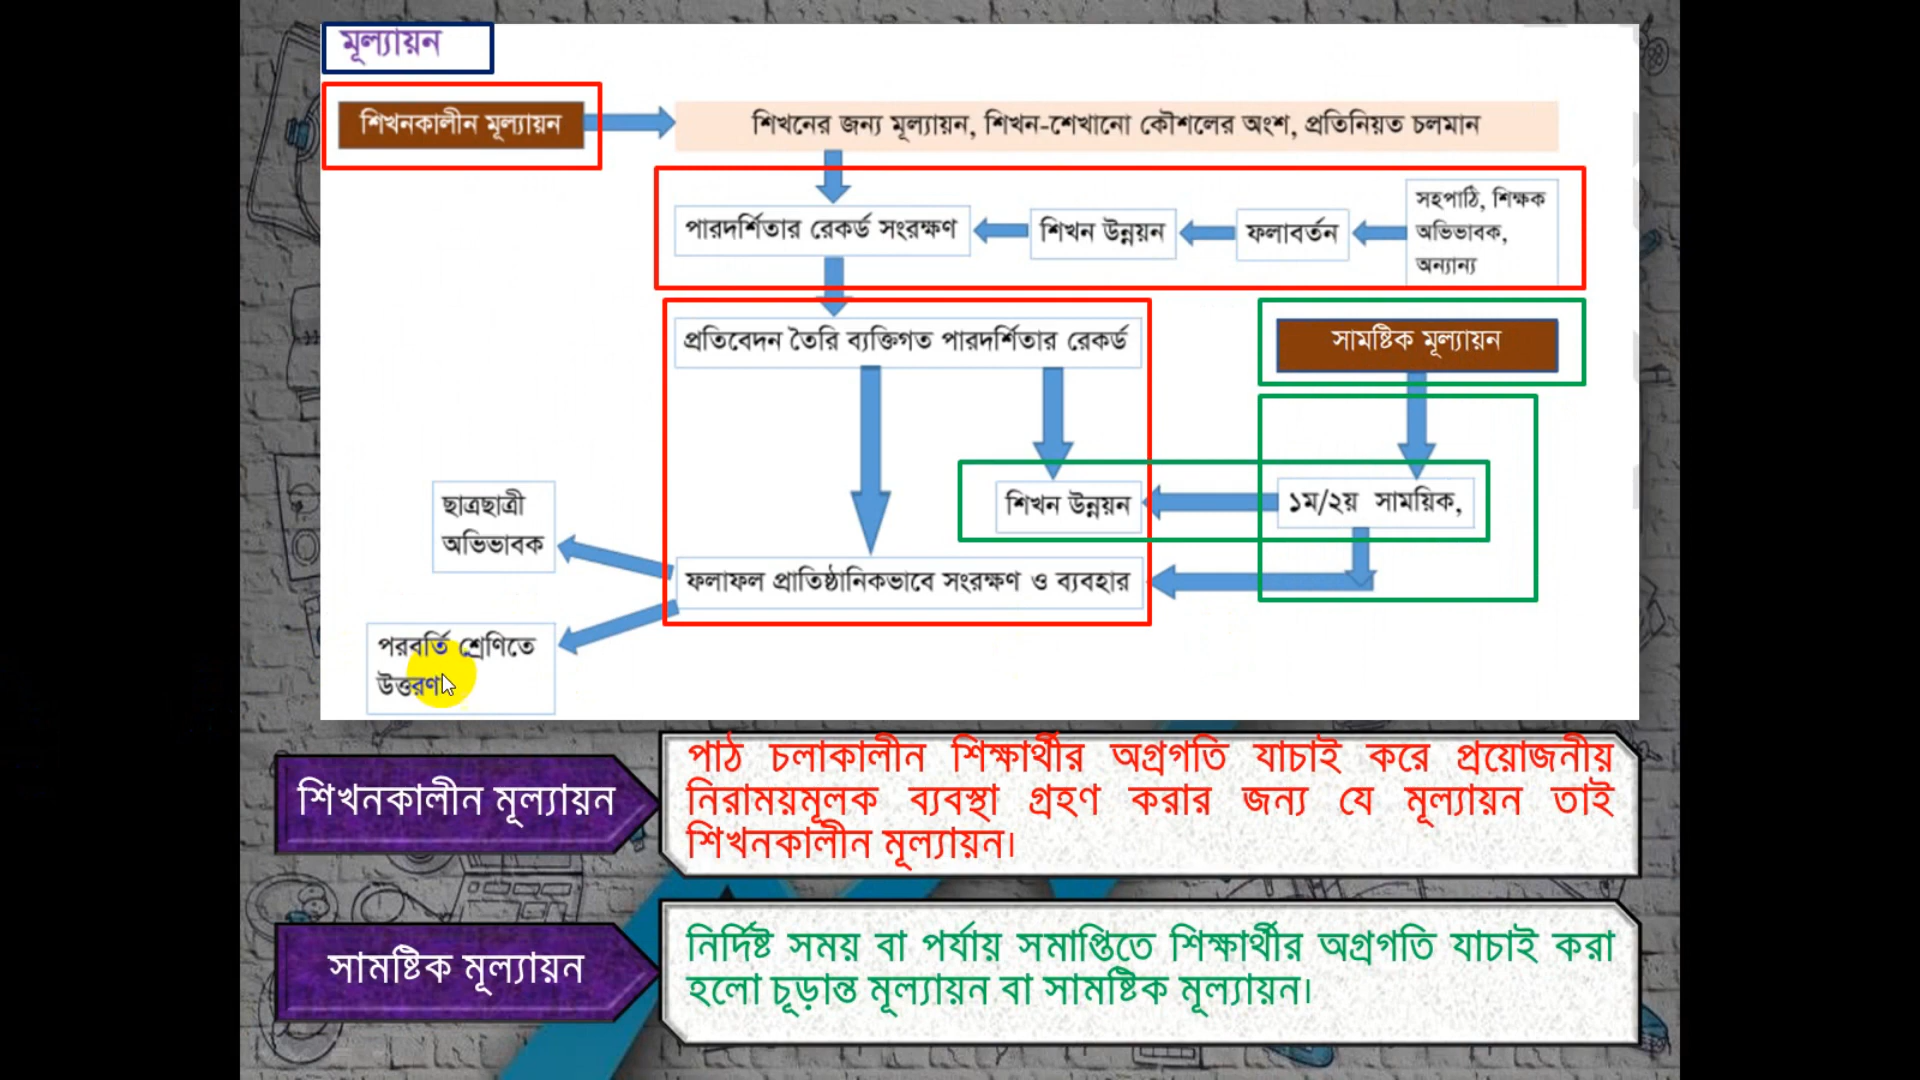 মূল্যায়ন
শিখনকালীন মূল্যায়ন
শিখনের জন্য মূল্যায়ন, শিখন-শেখানো কৌশলের অংশ, প্রতিনিয়ত চলমান
পারদর্শিতার রেকর্ড সংরক্ষণ
শিখন উন্নয়ন
ফলাবর্তন
সহপাঠি, শিক্ষক
অভিভাবক,
অন্যান্য
প্রতিবেদন তৈরি ব্যক্তিগত পারদর্শিতার রেকর্ড
সামষ্টিক মূল্যায়ন
শিখন উন্নয়ন
১ম/২য় সাময়িক,
ছাত্রছাত্রী
অভিভাবক
ফলাফল প্রাতিষ্ঠানিকভাবে সংরক্ষণ ও ব্যবহার
পরবর্তি শ্রেণিতে
উত্তরণ
শিখনকালীন মূল্যায়ন
পাঠ চলাকালীন শিক্ষার্থীর অগ্রগতি যাচাই করে প্রয়োজনীয়
নিরাময়মূলক ব্যবস্থা গ্রহণ করার জন্য যে মূল্যায়ন তাই
শিখনকালীন মূল্যায়ন।
সামষ্টিক মূল্যায়ন
নির্দিষ্ট সময় বা পর্যায় সমাপ্তিতে শিক্ষার্থীর অগ্রগতি যাচাই করা
হলো চূড়ান্ত মূল্যায়ন বা সামষ্টিক মূল্যায়ন।